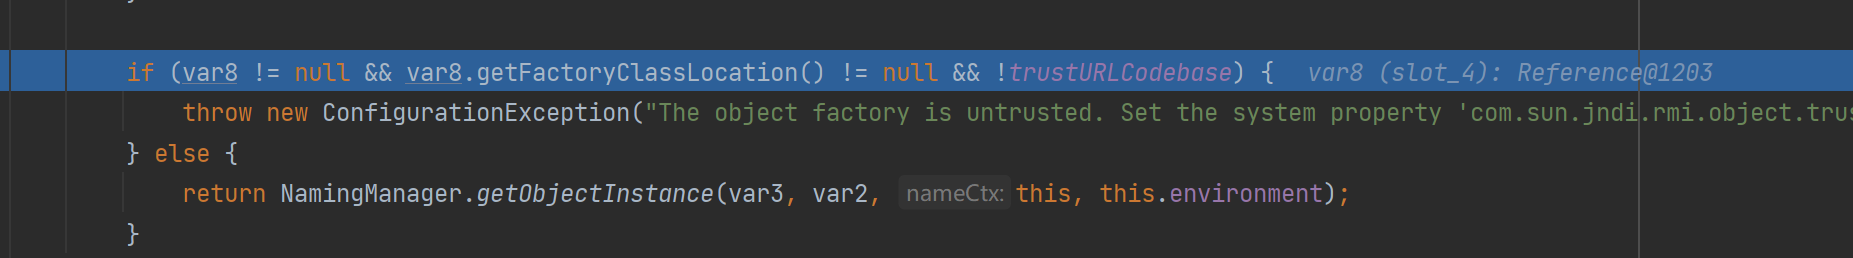 if (var8 != null && var8.getFactoryClassLocation() != null && !trustURLCodebase) { var8 (slot_4): Reference@1203
throw new ConfigurationException("The object factory is untrusted. Set the system property 'com.sun.jndi.rmi.object.trus
} else {
return NamingManager.getObjectInstance(var3, var2, nameCtx: this, this.environment);
}